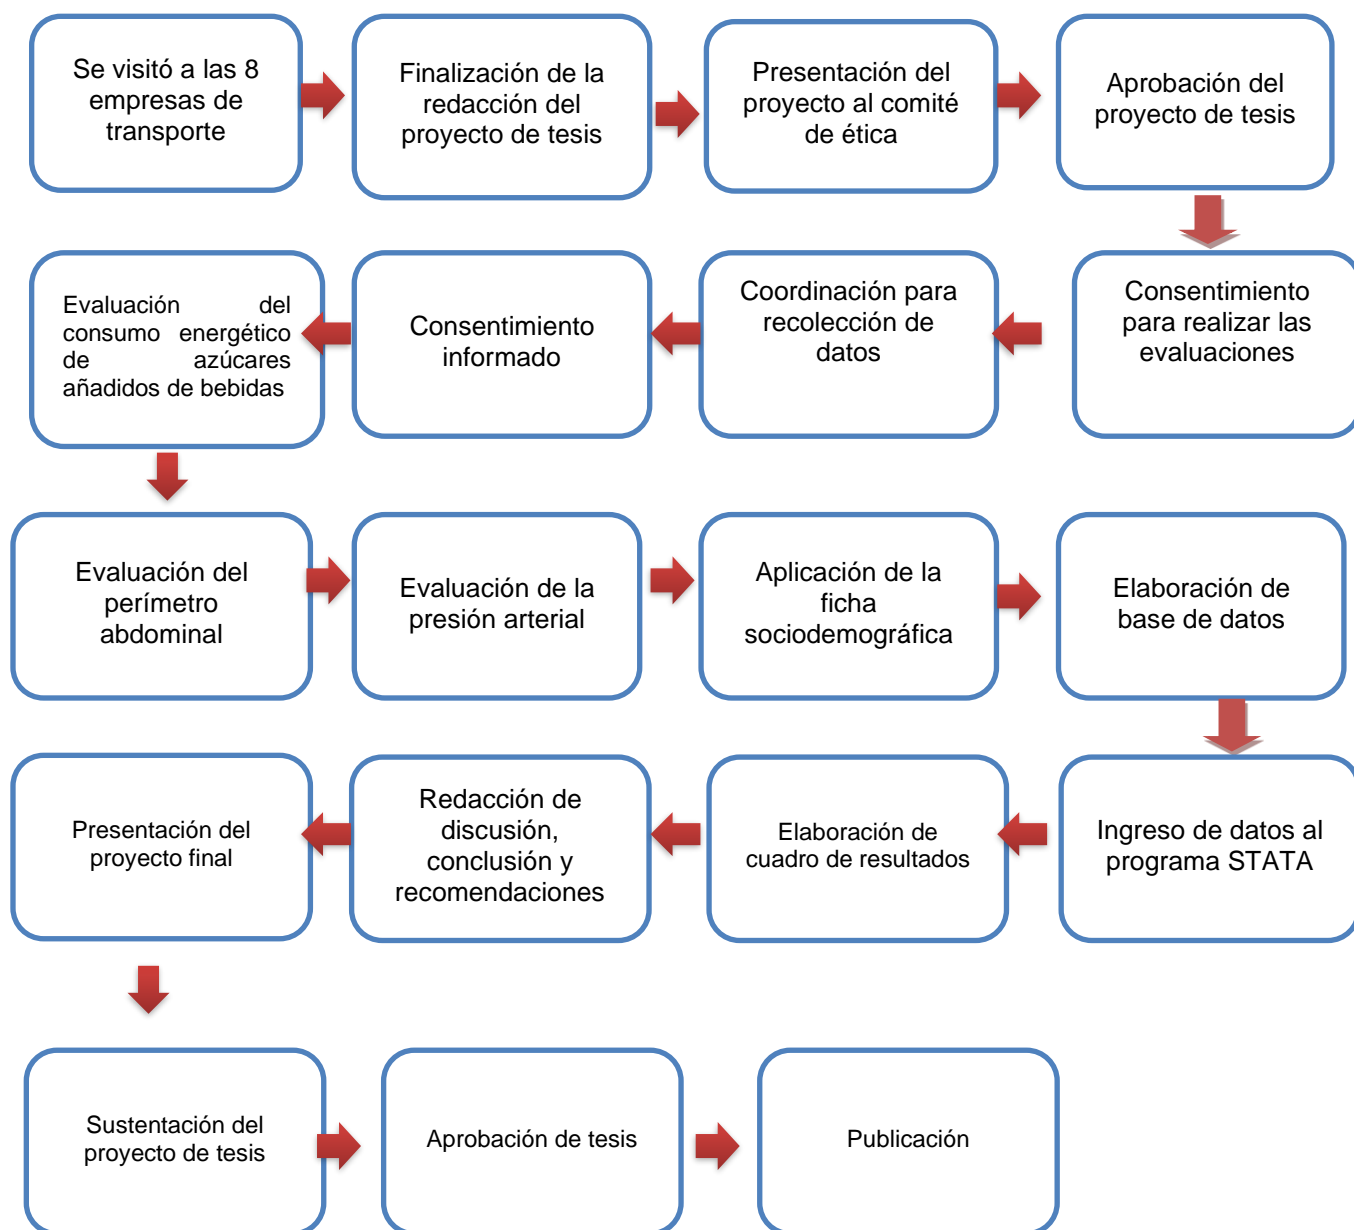 Se visitó a las 8
empresas de
transporte
Finalización de la
redacción del
proyecto de tesis
Presentación del
proyecto al comité
de ética
Aprobación del
proyecto de tesis
Consentimiento
para realizar las
evaluaciones
Coordinación para
recolección de
datos
Consentimiento
informado
Evaluación del
consumo energético
de azúcares
añadidos de bebidas
Evaluación del
perímetro
abdominal
Evaluación de la
presión arterial
Aplicación de la
ficha
sociodemográfica
Elaboración de
base de datos
Ingreso de datos al
programa STATA
Elaboración de
cuadro de resultados
Redacción de
discusión,
conclusión y
recomendaciones
Presentación del
proyecto final
Sustentación del
proyecto de tesis
Aprobación de tesis
Publicación